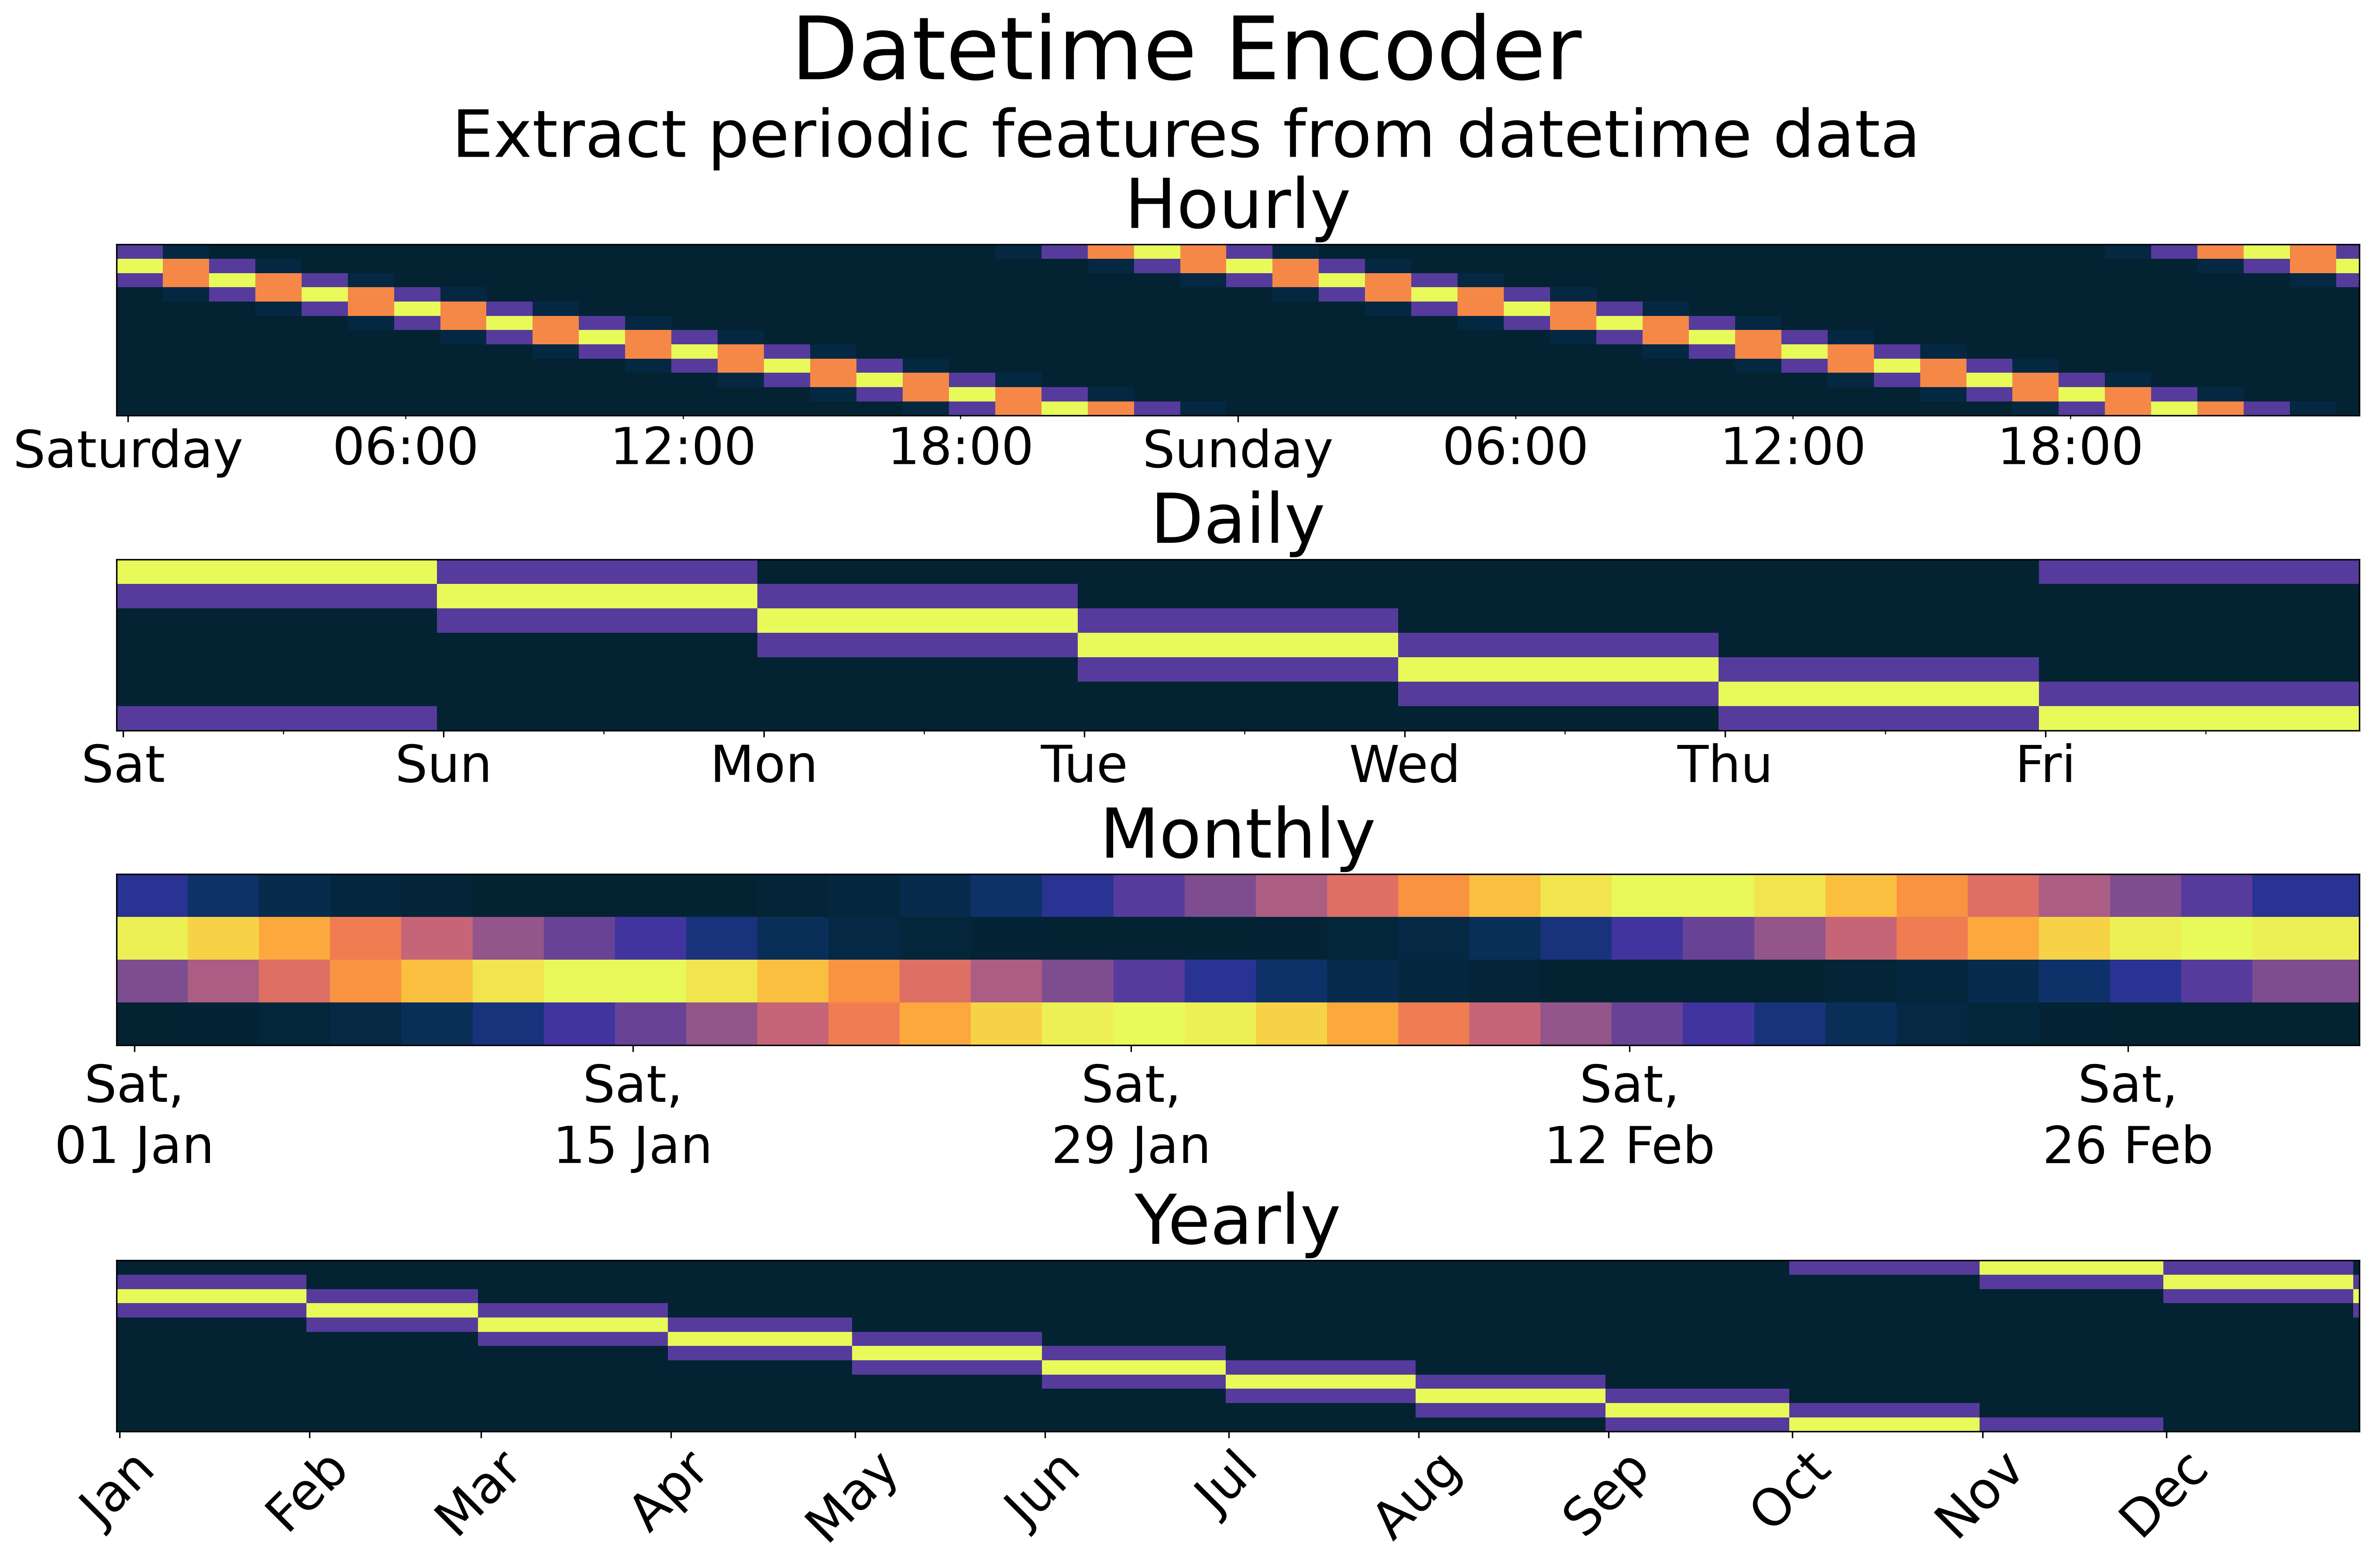 Datetime Encoder
Extract periodic features from datetime data
Hourly
Saturday 06:00 12:00 18:00 Sunday 06:00 12:00 18:00
Daily
Sat Sun Mon Tue Wed Thu Fri
Monthly
Sat, Sat, Sat, Sat, Sat,
01 Jan 15 Jan 29 Jan 12 Feb 26 Feb
Yearly
Jan Feb Mar Apr May Jun Jul Aug Sep Oct Nov Dec